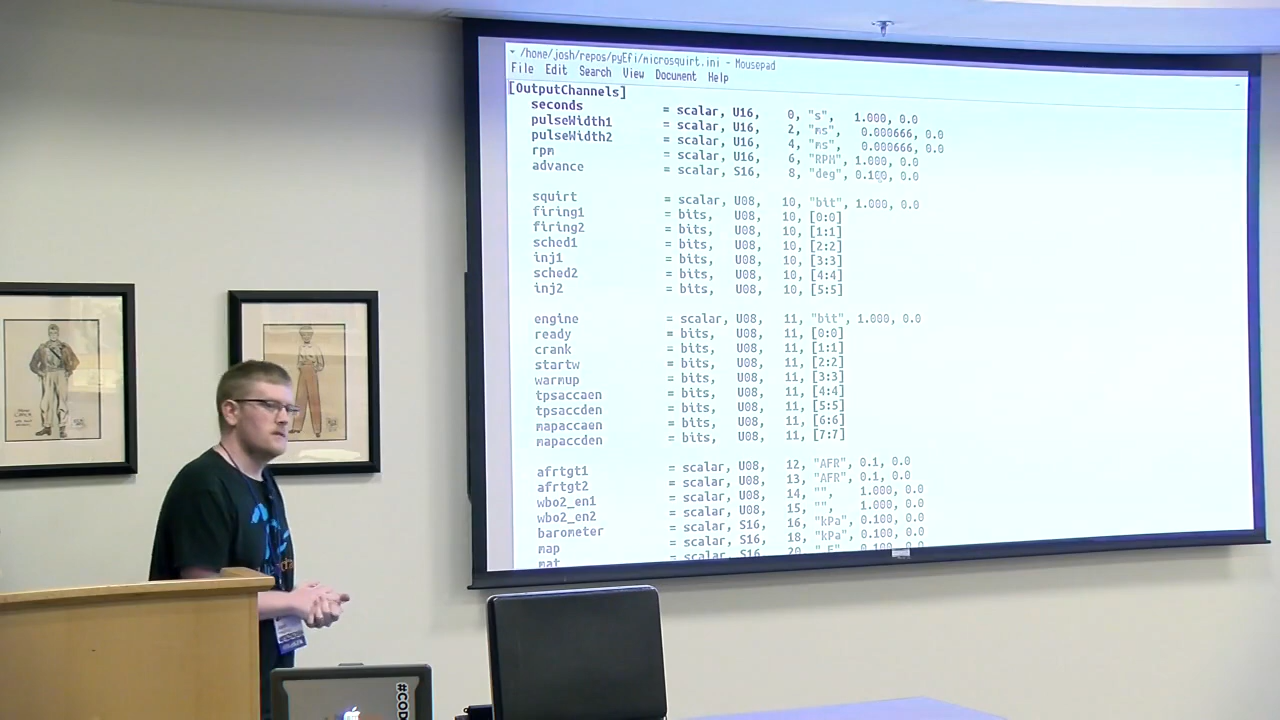 /home/josh/repos/pyEfi/microsquirt.ini - Mousepad
File Edit Search View Document Help
[OutputChannels]
seconds = scalar, U16, 0, "s", 1.000, 0.0
pulseWidth1 = scalar, U16, 2, "ms", 0.000666, 0.0
pulseWidth2 = scalar, U16, 4, "ms", 0.000666, 0.0
rpm = scalar, U16, 6, "RPM", 1.000, 0.0
advance = scalar, S16, 8, "deg", 0.100, 0.0
squirt = scalar, U08, 10, "bit", 1.000, 0.0
firing1 = bits, U08, 10, [0:0]
firing2 = bits, U08, 10, [1:1]
sched1 = bits, U08, 10, [2:2]
inj1 = bits, U08, 10, [3:3]
sched2 = bits, U08, 10, [4:4]
inj2 = bits, U08, 10, [5:5]
engine = scalar, U08, 11, "bit", 1.000, 0.0
ready = bits, U08, 11, [0:0]
crank = bits, U08, 11, [1:1]
startw = bits, U08, 11, [2:2]
warmup = bits, U08, 11, [3:3]
tpsaccaen = bits, U08, 11, [4:4]
tpsaccden = bits, U08, 11, [5:5]
mapaccaen = bits, U08, 11, [6:6]
mapaccden = bits, U08, 11, [7:7]
afrtgt1 = scalar, U08, 12, "AFR", 0.1, 0.0
afrtgt2 = scalar, U08, 13, "AFR", 0.1, 0.0
wbo2_en1 = scalar, U08, 14, "", 1.000, 0.0
wbo2_en2 = scalar, U08, 15, "", 1.000, 0.0
barometer = scalar, S16, 16, "kPa", 0.100, 0.0
map = scalar, S16, 18, "kPa", 0.100, 0.0
mat = scalar, S16, 20, 0.100, 0.0
#COD